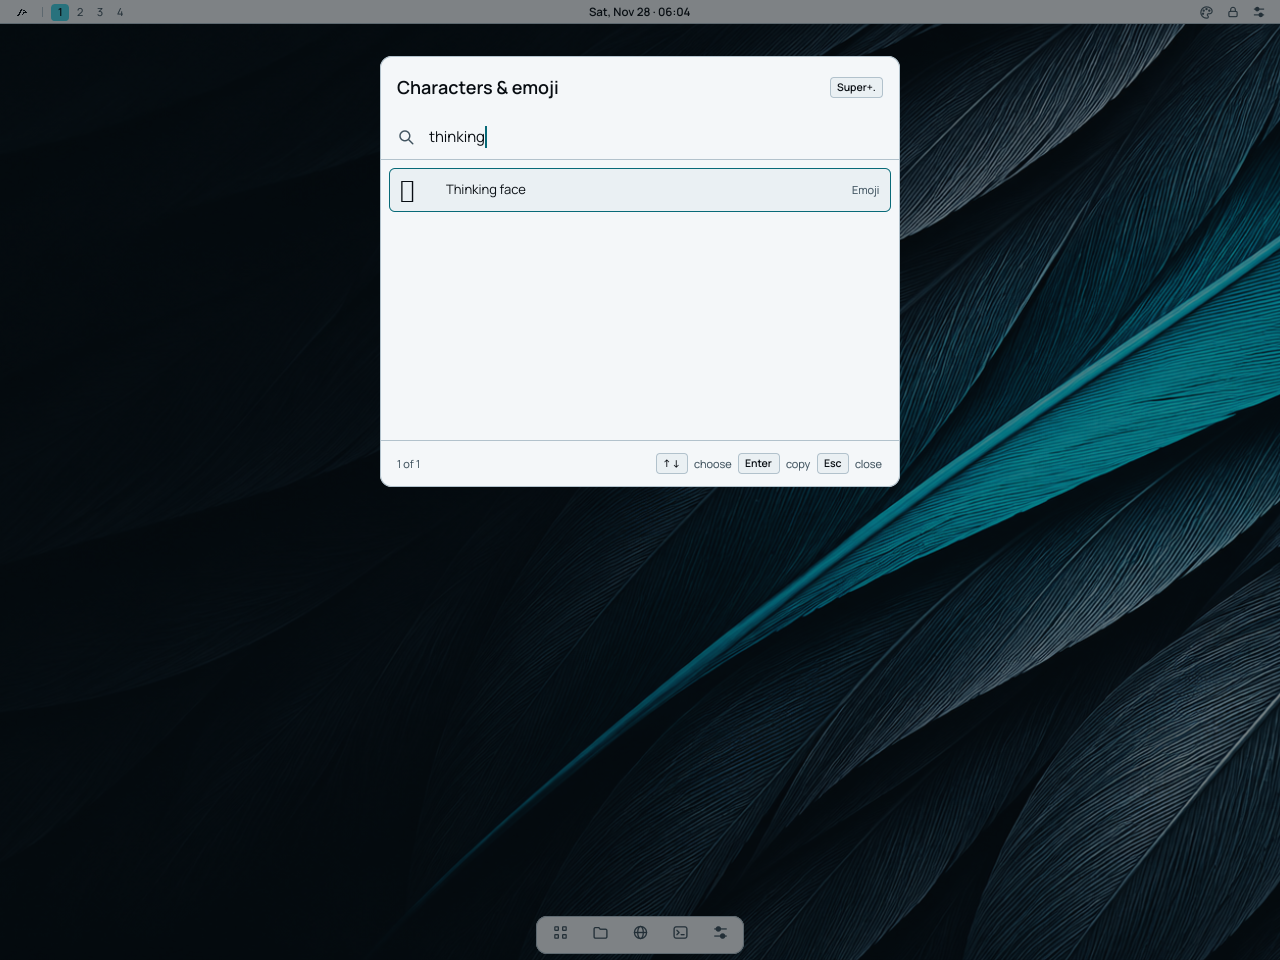 1 2 3 4
Sat, Nov 28 · 06:04
Characters & emoji
Super+.
thinking
Thinking face
Emoji
1 of 1
↑↓ choose Enter copy Esc close